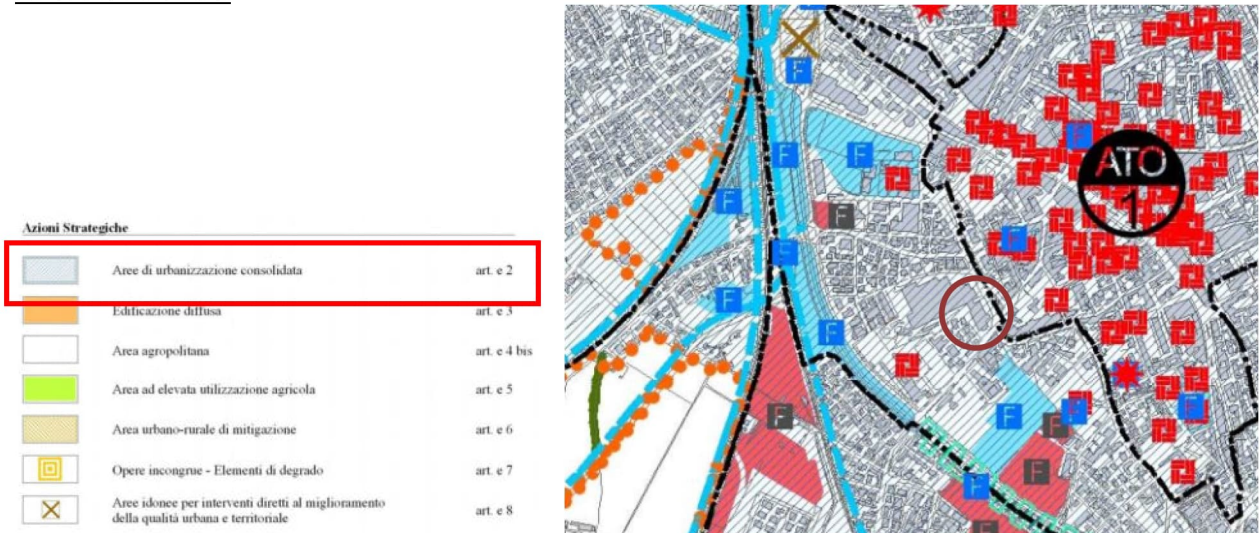 Azioni Strategiche
Aree di urbanizzazione consolidata art. e 2
Edificazione diffusa art. e 3
Area agropolitana art. e 4 bis
Area ad elevata utilizzazione agricola art. e 5
Area urbano-rurale di mitigazione art. e 6
Opere incongrue - Elementi di degrado art. e 7
Aree idonee per interventi diretti al miglioramento
della qualità urbana e territoriale art. e 8
F
F
F
F
F
F
ATO
1
F
F
F
F
F
F
F
F
F
F
F
F